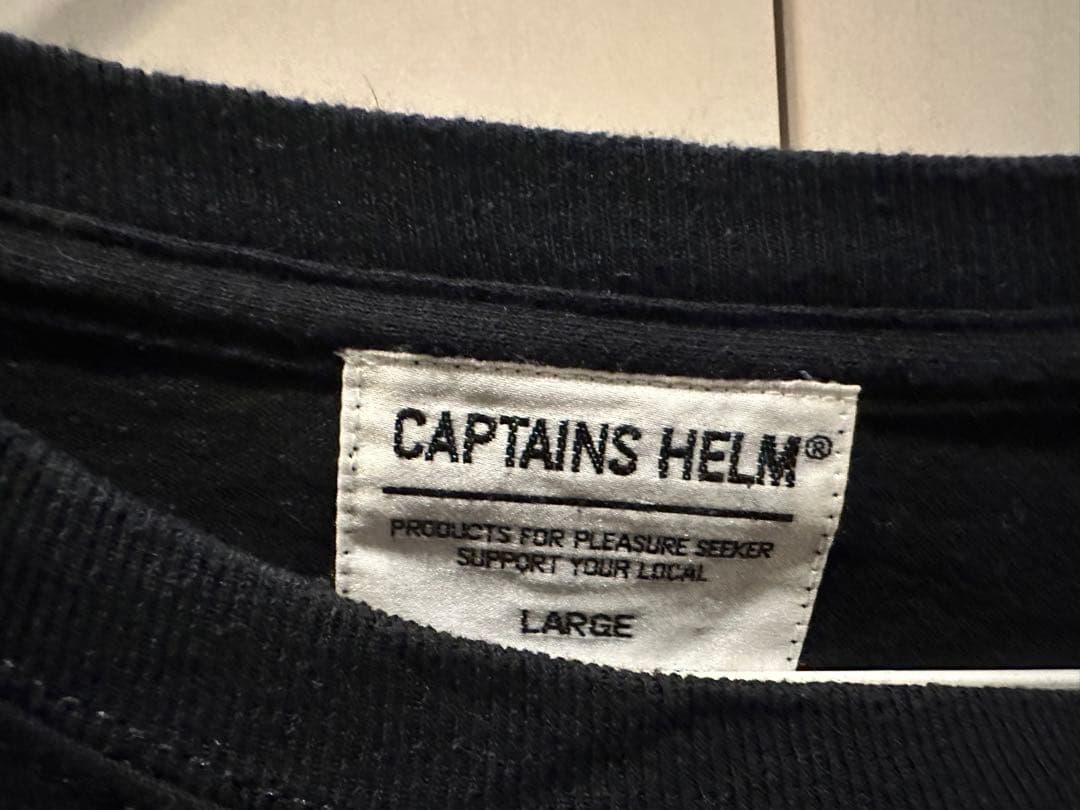 CAPTAINS HELM®
PRODUCTS FOR PLEASURE SEEKER
SUPPORT YOUR LOCAL
LARGE